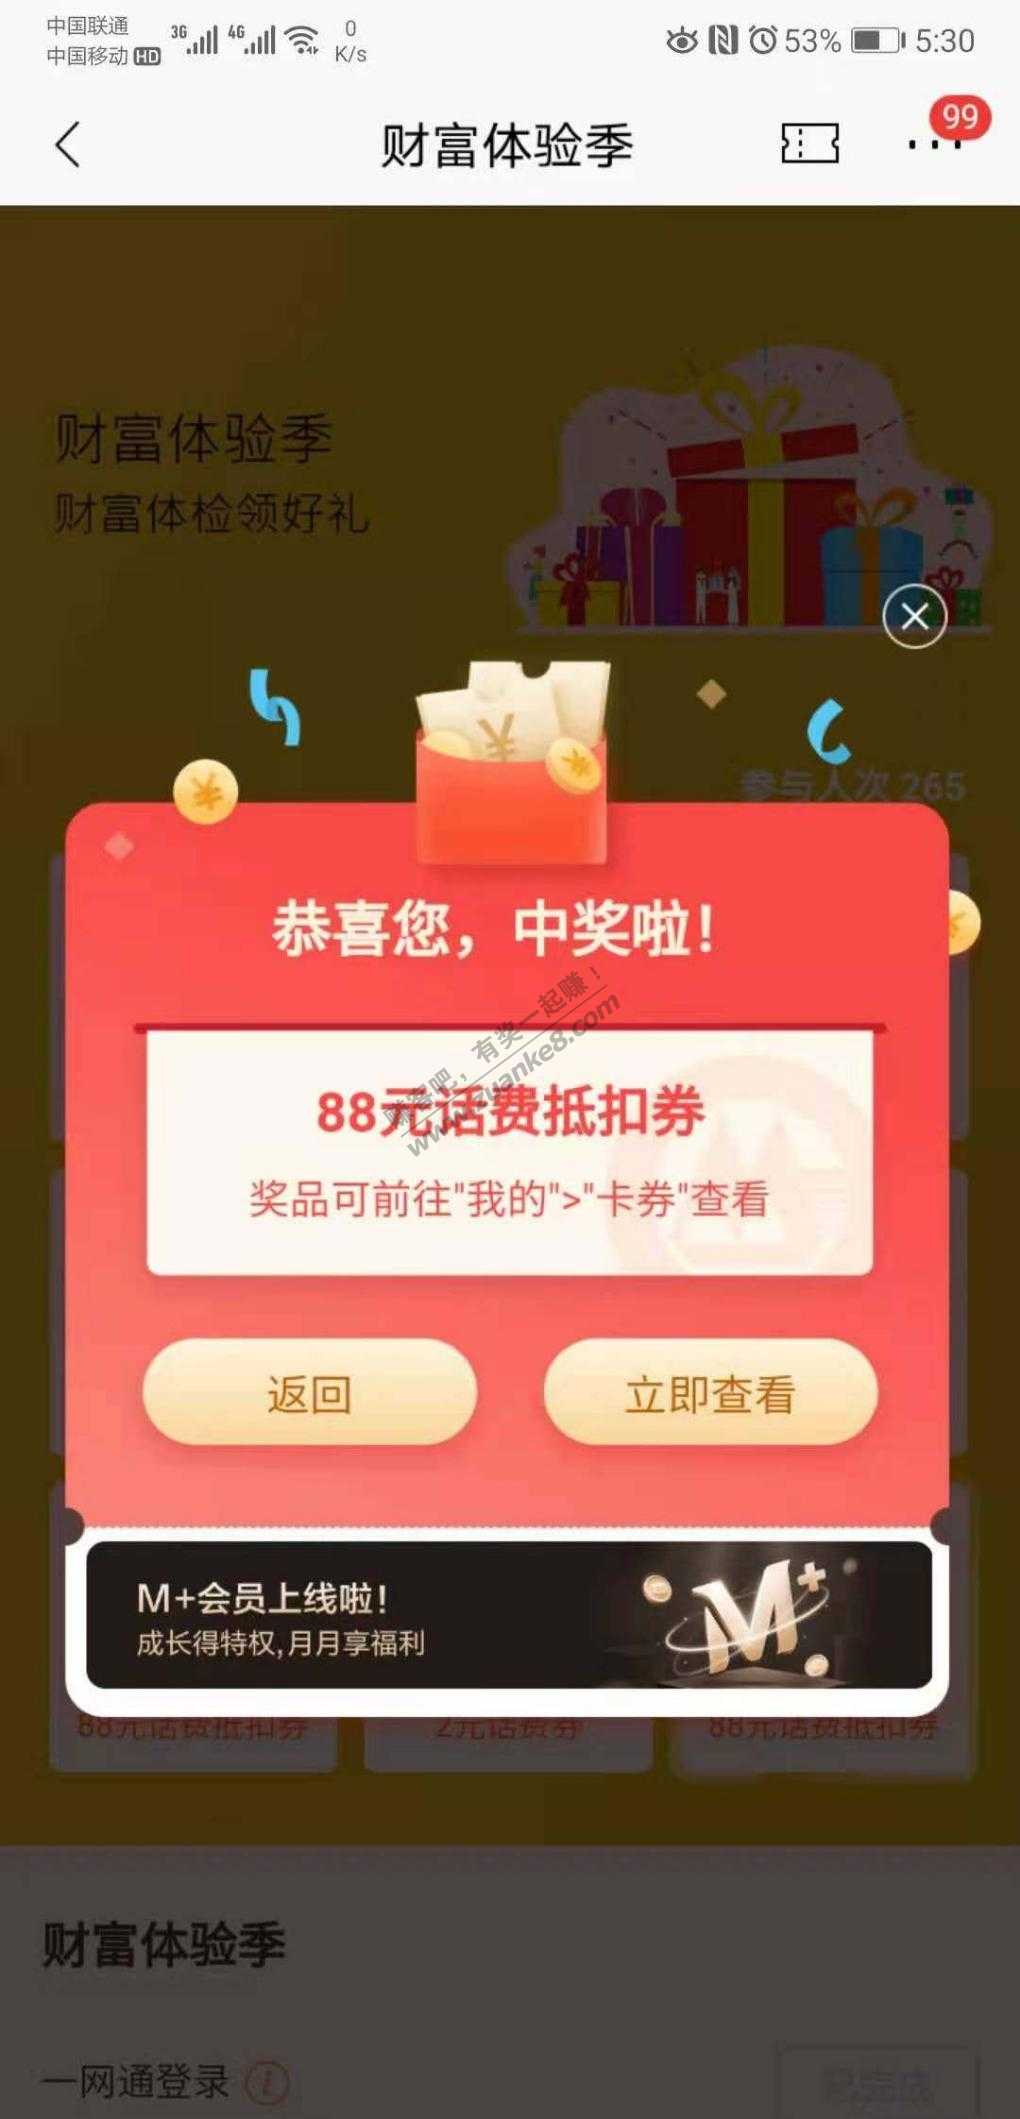 中国联通 3G 4G 0 53% 5:30
中国移动 HD K/s
财富体验季
99
财富体验季
财富体检领好礼
参与人次 265
恭喜您，中奖啦！
赚客吧，有奖一起赚！
www.zuanke8.com
88元话费抵扣券
奖品可前往"我的">"卡券"查看
返回 立即查看
M+会员上线啦！
成长得特权,月月享福利
88元话费抵扣券 2元话费券 88元话费抵扣券
财富体验季
一网通登录 已完成